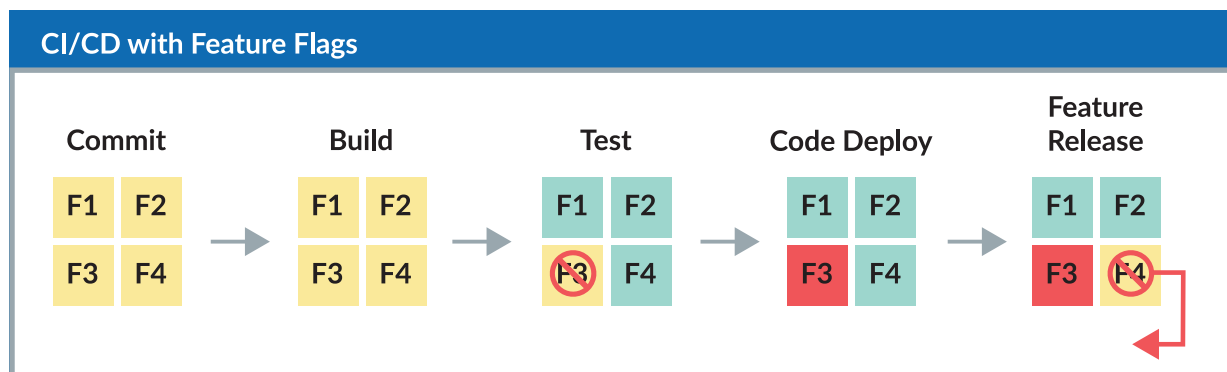 CI/CD with Feature Flags
Commit
Build
Test
Code Deploy
Feature
Release
F1 F2
F3 F4
F1 F2
F3 F4
F1 F2
F3 F4
F1 F2
F3 F4
F1 F2
F3 F4